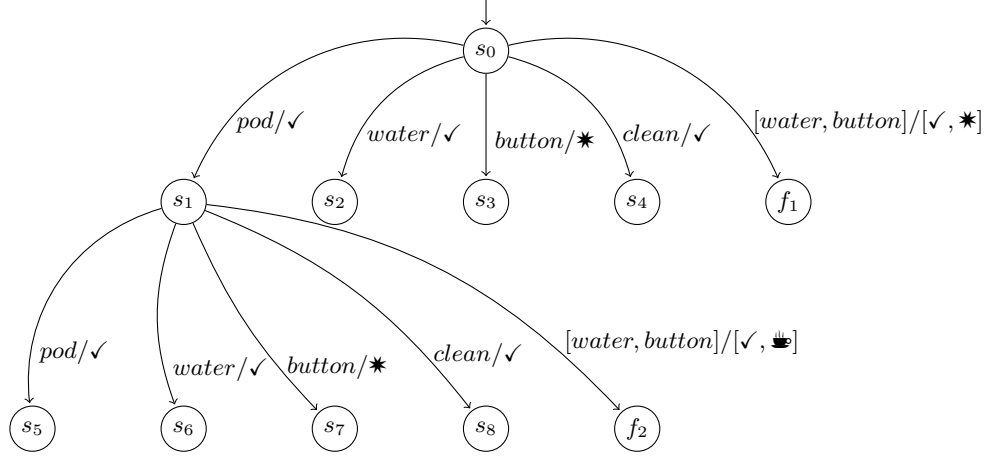 s₀
pod/✓
water/✓
button/✷
clean/✓
[water, button]/[✓, ✷]
s₁
s₂
s₃
s₄
f₁
pod/✓
water/✓
button/✷
clean/✓
[water, button]/[✓, ☕]
s₅
s₆
s₇
s₈
f₂